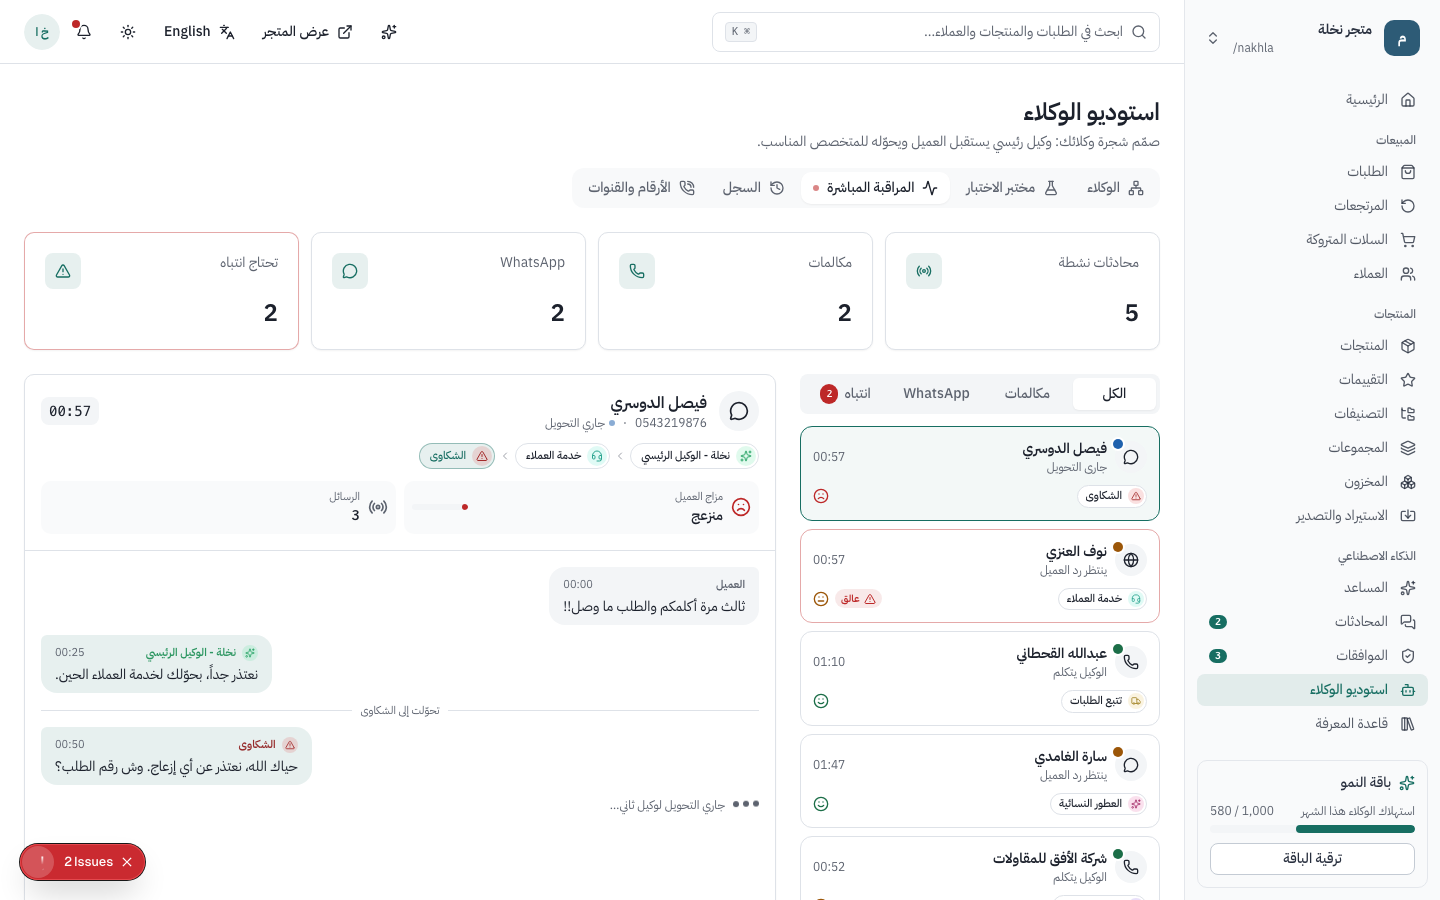 متجر نخلة
/nakhla
الرئيسية
المبيعات
الطلبات
المرتجعات
السلات المتروكة
العملاء
المنتجات
المنتجات
التقييمات
التصنيفات
المجموعات
المخزون
الاستيراد والتصدير
الذكاء الاصطناعي
المساعد
المحادثات 2
الموافقات 3
استوديو الوكلاء
قاعدة المعرفة
باقة النمو
استهلاك الوكلاء هذا الشهر 580 / 1,000
ترقية الباقة
م
ابحث في الطلبات والمنتجات والعملاء...
⌘ K
عرض المتجر
English
خ ا
استوديو الوكلاء
صمّم شجرة وكلائك: وكيل رئيسي يستقبل العميل ويحوّله للمتخصص المناسب.
الوكلاء
مختبر الاختبار
المراقبة المباشرة
السجل
الأرقام والقنوات
محادثات نشطة
5
مكالمات
2
WhatsApp
2
تحتاج انتباه
2
الكل
مكالمات
WhatsApp
انتباه 2
فيصل الدوسري
00:57
جاري التحويل
الشكاوى
نوف العنزي
00:57
ينتظر رد العميل
خدمة العملاء
عالق
عبدالله القحطاني
01:10
الوكيل يتكلم
تتبع الطلبات
سارة الغامدي
01:47
ينتظر رد العميل
العطور النسائية
شركة الأفق للمقاولات
00:52
الوكيل يتكلم
فيصل الدوسري
00:57
0543219876 · جاري التحويل
نخلة - الوكيل الرئيسي
خدمة العملاء
الشكاوى
مزاج العميل
منزعج
الرسائل
3
العميل 00:00
ثالث مرة أكلمكم والطلب ما وصل!!
نخلة - الوكيل الرئيسي 00:25
نعتذر جداً، بحوّلك لخدمة العملاء الحين.
تحوّلت إلى الشكاوى
الشكاوى 00:50
حياك الله، نعتذر عن أي إزعاج. وش رقم الطلب؟
جاري التحويل لوكيل ثاني...
2 Issues